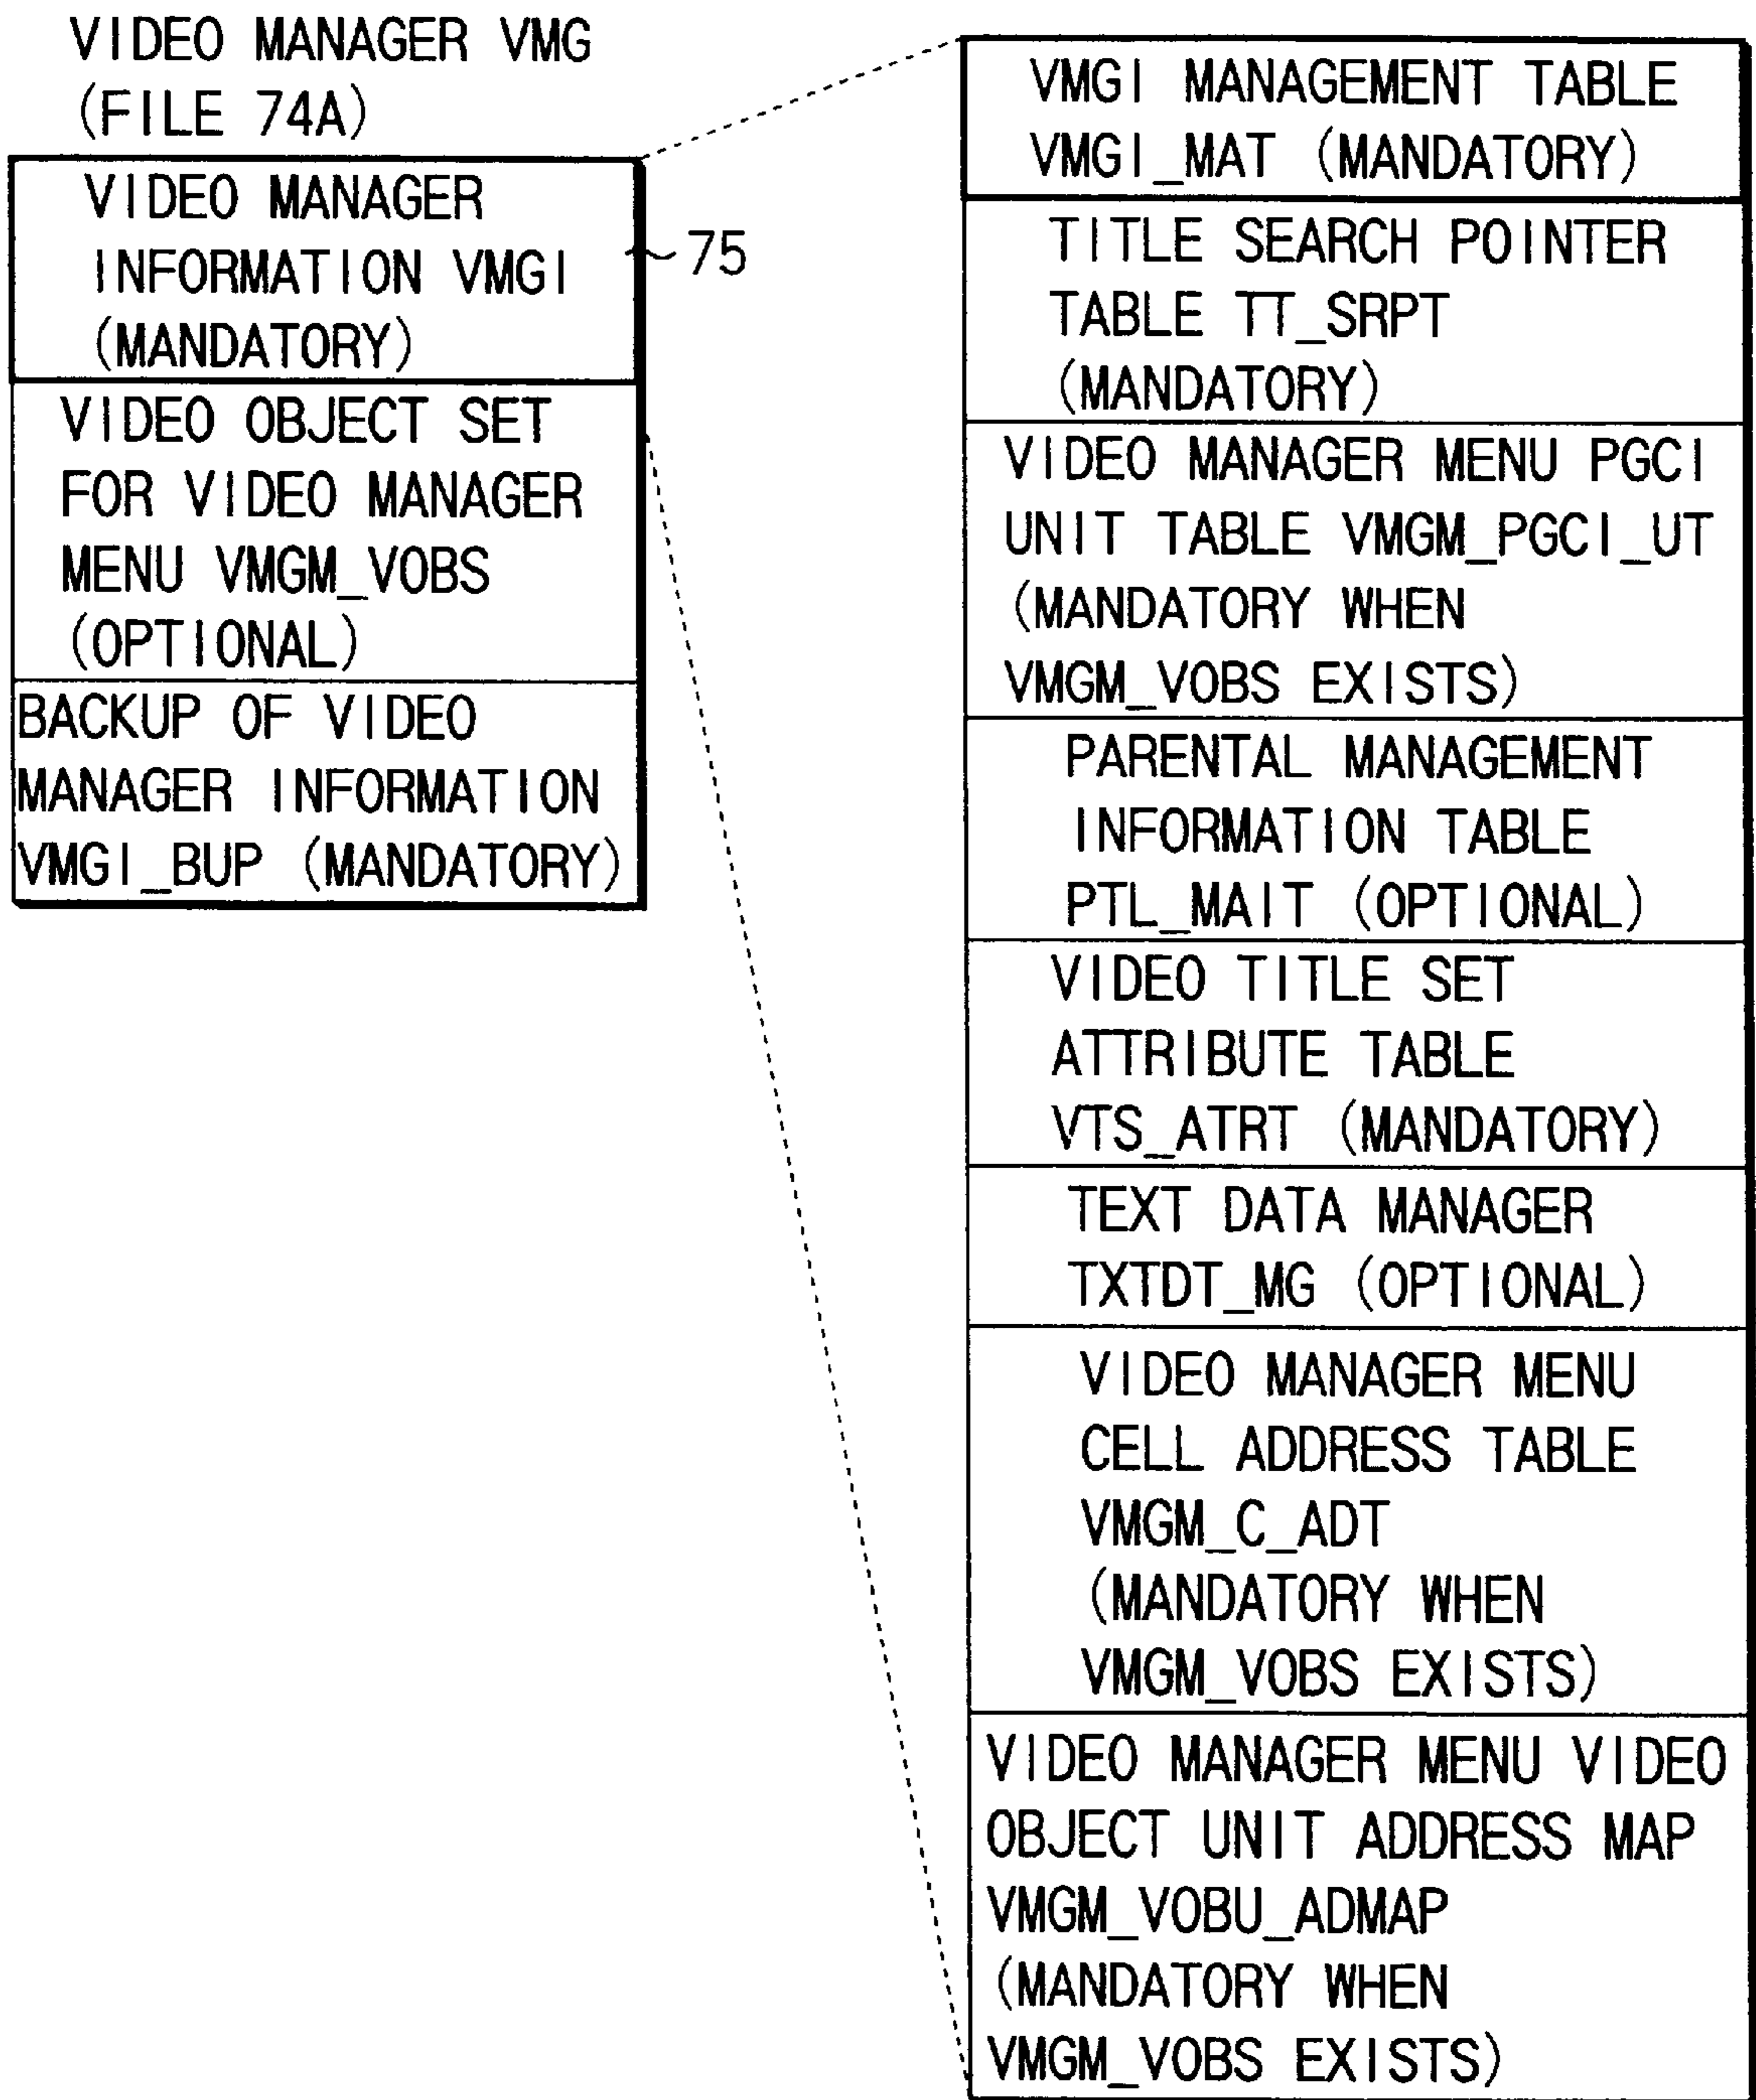 VIDEO MANAGER VMG
(FILE 74A)
VIDEO MANAGER
INFORMATION VMGI
(MANDATORY)
75
VIDEO OBJECT SET
FOR VIDEO MANAGER
MENU VMGM_VOBS
(OPTIONAL)
BACKUP OF VIDEO
MANAGER INFORMATION
VMGI_BUP (MANDATORY)
VMGI MANAGEMENT TABLE
VMGI_MAT (MANDATORY)
TITLE SEARCH POINTER
TABLE TT_SRPT
(MANDATORY)
VIDEO MANAGER MENU PGCI
UNIT TABLE VMGM_PGCI_UT
(MANDATORY WHEN
VMGM_VOBS EXISTS)
PARENTAL MANAGEMENT
INFORMATION TABLE
PTL_MAIT (OPTIONAL)
VIDEO TITLE SET
ATTRIBUTE TABLE
VTS_ATRT (MANDATORY)
TEXT DATA MANAGER
TXTDT_MG (OPTIONAL)
VIDEO MANAGER MENU
CELL ADDRESS TABLE
VMGM_C_ADT
(MANDATORY WHEN
VMGM_VOBS EXISTS)
VIDEO MANAGER MENU VIDEO
OBJECT UNIT ADDRESS MAP
VMGM_VOBU_ADMAP
(MANDATORY WHEN
VMGM_VOBS EXISTS)